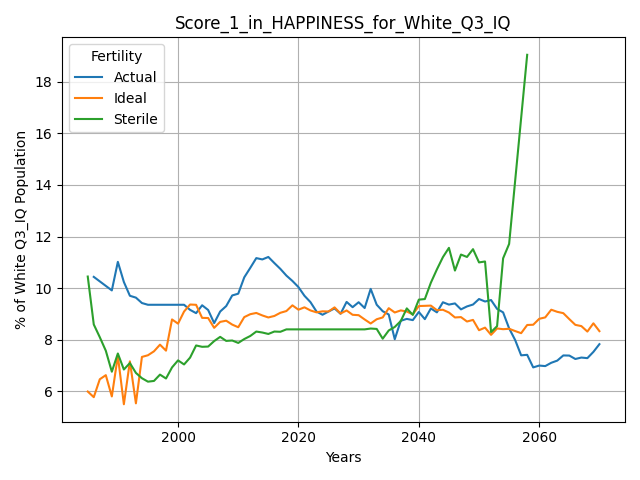 Score_1_in_HAPPINESS_for_White_Q3_IQ
Fertility
Actual
Ideal
Sterile
% of White Q3_IQ Population
18
16
14
12
10
8
6
2000 2020 2040 2060
Years